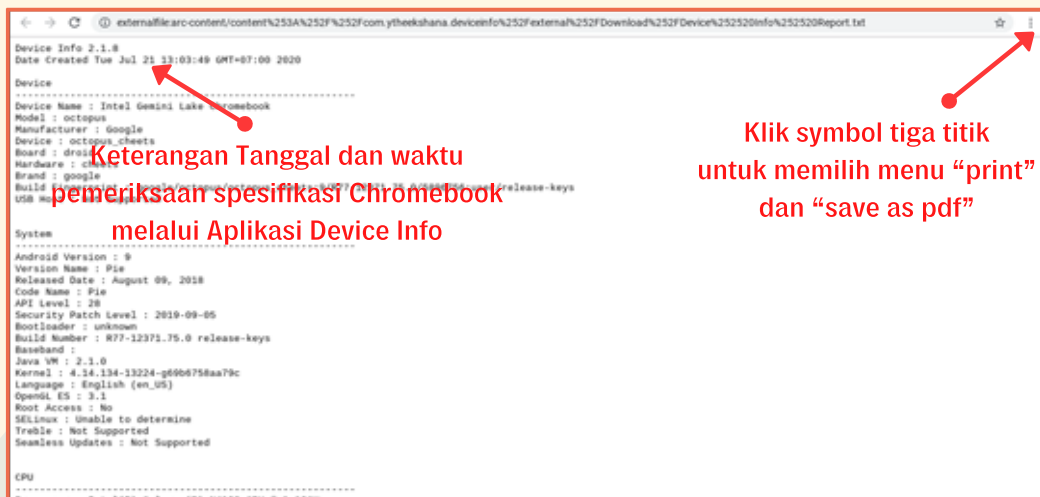 externalfile:arc-content/content%253A%252F%252Fcom.ytheekshana.deviceinfo%252Fexternal%252FDownload%252FDevice%252520Info%252520Report.txt
Device Info 2.1.8
Date Created Tue Jul 21 13:03:49 GMT+07:00 2020
Device
Device Name : Intel Gemini Lake Chromebook
Model : octopus
Manufacturer : Google
Device : octopus_cheets
Board :
Hardware : cheets
Brand : google
Build /release-keys
USB
Keterangan Tanggal dan waktu
pemeriksaan spesifikasi Chromebook
melalui Aplikasi Device Info
Klik symbol tiga titik
untuk memilih menu “print”
dan “save as pdf”
System
Android Version : 9
Version Name : Pie
Released Date : August 09, 2018
Code Name : Pie
API Level : 28
Security Patch Level : 2019-09-05
Bootloader : unknown
Build Number : R77-12371.75.0 release-keys
Baseband :
Java VM : 2.1.0
Kernel : 4.14.134-13224-g69b6758aa79c
Language : English (en_US)
OpenGL ES : 3.1
Root Access : No
SELinux : Unable to determine
Treble : Not Supported
Seamless Updates : Not Supported
CPU